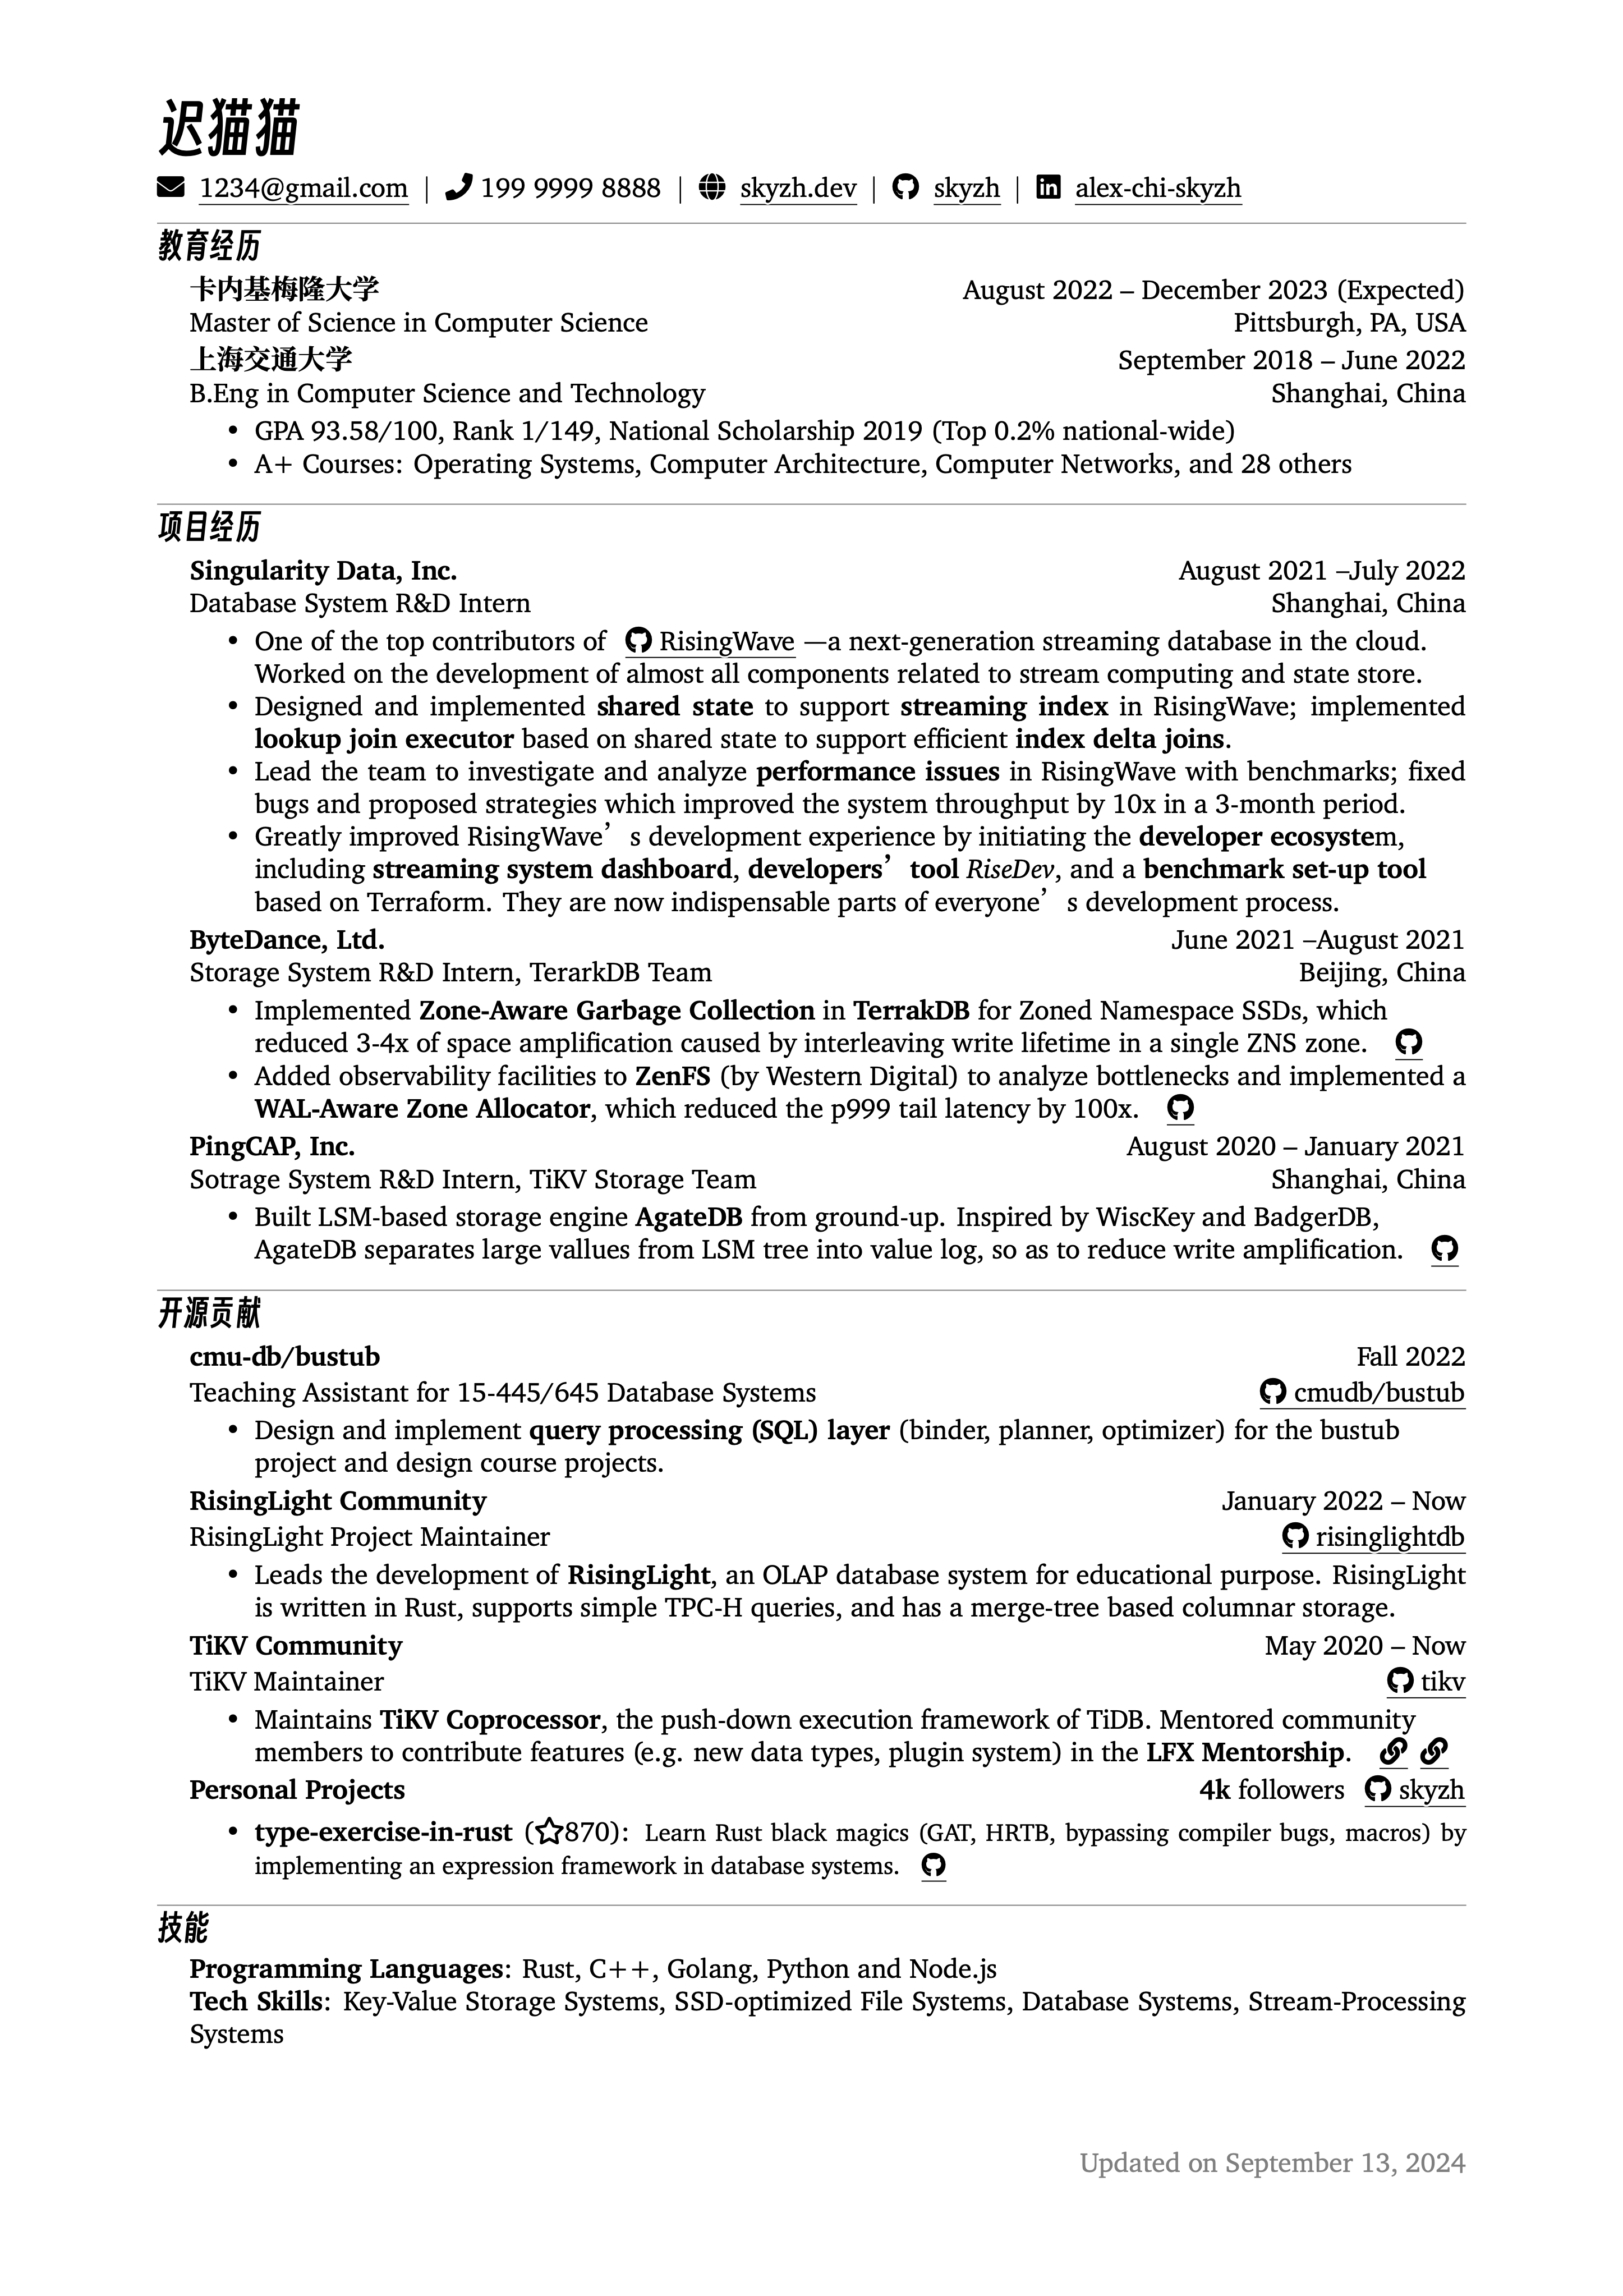 迟猫猫
1234@gmail.com | 199 9999 8888 | skyzh.dev | skyzh | alex-chi-skyzh
教育经历
卡内基梅隆大学 August 2022 – December 2023 (Expected)
Master of Science in Computer Science Pittsburgh, PA, USA
上海交通大学 September 2018 – June 2022
B.Eng in Computer Science and Technology Shanghai, China
• GPA 93.58/100, Rank 1/149, National Scholarship 2019 (Top 0.2% national-wide)
• A+ Courses: Operating Systems, Computer Architecture, Computer Networks, and 28 others
项目经历
Singularity Data, Inc. August 2021 –July 2022
Database System R&D Intern Shanghai, China
• One of the top contributors of RisingWave —a next-generation streaming database in the cloud.
Worked on the development of almost all components related to stream computing and state store.
• Designed and implemented shared state to support streaming index in RisingWave; implemented
lookup join executor based on shared state to support efficient index delta joins.
• Lead the team to investigate and analyze performance issues in RisingWave with benchmarks; fixed
bugs and proposed strategies which improved the system throughput by 10x in a 3-month period.
• Greatly improved RisingWave’s development experience by initiating the developer ecosystem,
including streaming system dashboard, developers’ tool RiseDev, and a benchmark set-up tool
based on Terraform. They are now indispensable parts of everyone’s development process.
ByteDance, Ltd. June 2021 –August 2021
Storage System R&D Intern, TerarkDB Team Beijing, China
• Implemented Zone-Aware Garbage Collection in TerrakDB for Zoned Namespace SSDs, which
reduced 3-4x of space amplification caused by interleaving write lifetime in a single ZNS zone.
• Added observability facilities to ZenFS (by Western Digital) to analyze bottlenecks and implemented a
WAL-Aware Zone Allocator, which reduced the p999 tail latency by 100x.
PingCAP, Inc. August 2020 – January 2021
Sotrage System R&D Intern, TiKV Storage Team Shanghai, China
• Built LSM-based storage engine AgateDB from ground-up. Inspired by WiscKey and BadgerDB,
AgateDB separates large vallues from LSM tree into value log, so as to reduce write amplification.
开源贡献
cmu-db/bustub Fall 2022
Teaching Assistant for 15-445/645 Database Systems cmudb/bustub
• Design and implement query processing (SQL) layer (binder, planner, optimizer) for the bustub
project and design course projects.
RisingLight Community January 2022 – Now
RisingLight Project Maintainer risinglightdb
• Leads the development of RisingLight, an OLAP database system for educational purpose. RisingLight
is written in Rust, supports simple TPC-H queries, and has a merge-tree based columnar storage.
TiKV Community May 2020 – Now
TiKV Maintainer tikv
• Maintains TiKV Coprocessor, the push-down execution framework of TiDB. Mentored community
members to contribute features (e.g. new data types, plugin system) in the LFX Mentorship.
Personal Projects 4k followers skyzh
• type-exercise-in-rust (☆870): Learn Rust black magics (GAT, HRTB, bypassing compiler bugs, macros) by
implementing an expression framework in database systems.
技能
Programming Languages: Rust, C++, Golang, Python and Node.js
Tech Skills: Key-Value Storage Systems, SSD-optimized File Systems, Database Systems, Stream-Processing
Systems
Updated on September 13, 2024